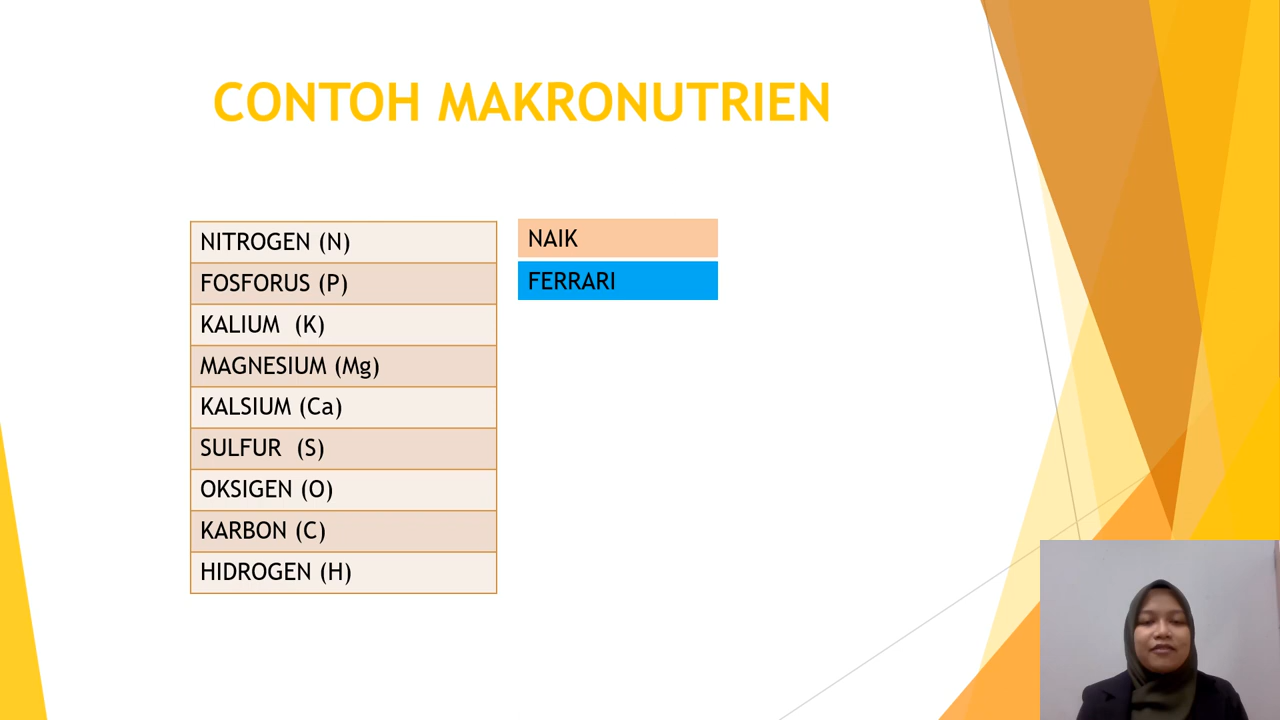 CONTOH MAKRONUTRIEN
NITROGEN (N)
FOSFORUS (P)
KALIUM (K)
MAGNESIUM (Mg)
KALSIUM (Ca)
SULFUR (S)
OKSIGEN (O)
KARBON (C)
HIDROGEN (H)
NAIK
FERRARI